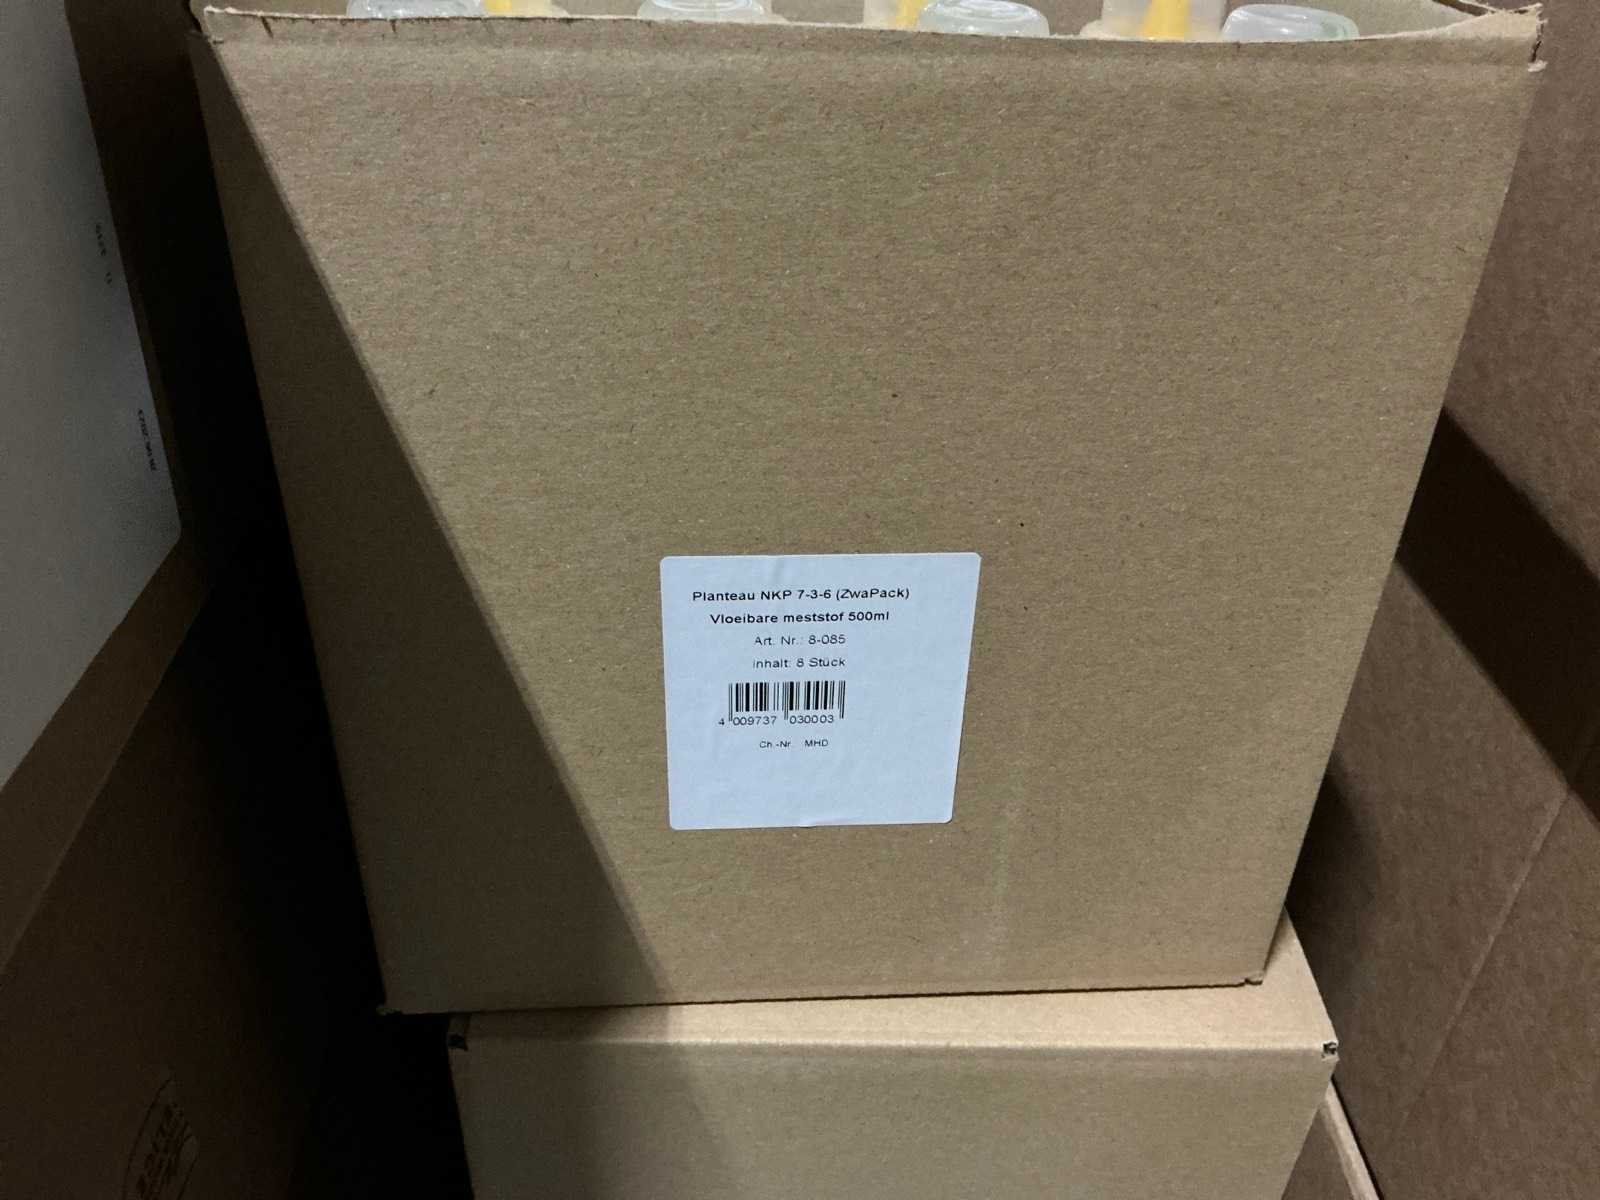 Planteau NKP 7-3-6 (ZwaPack)
Vloeibare meststof 500ml
Art. Nr.: 8-085
inhalt: 8 Stück
4 009737 030003
Ch.-Nr. MHD